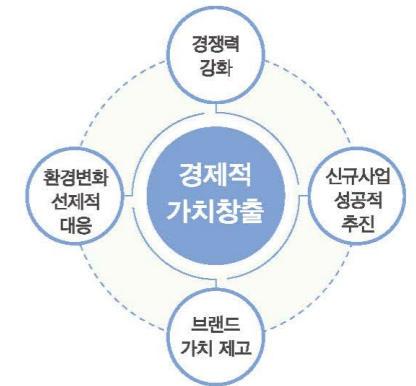 경쟁력
강화
환경변화
선제적
대응
경제적
가치창출
신규사업
성공적
추진
브랜드
가치 제고